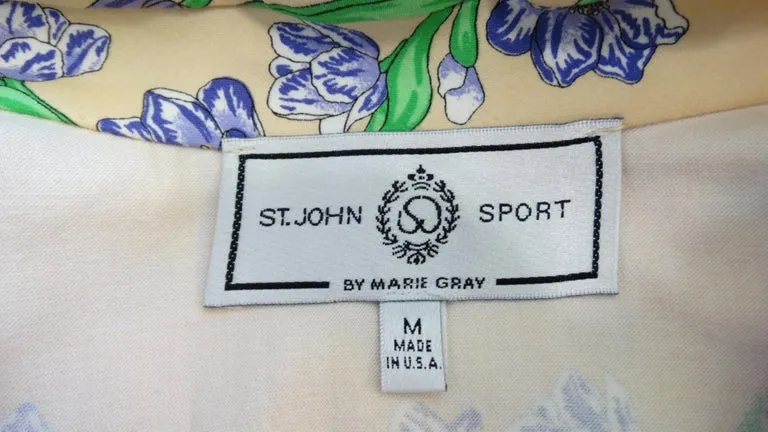 ST. JOHN SPORT
BY MARIE GRAY
M
MADE
IN U.S.A.